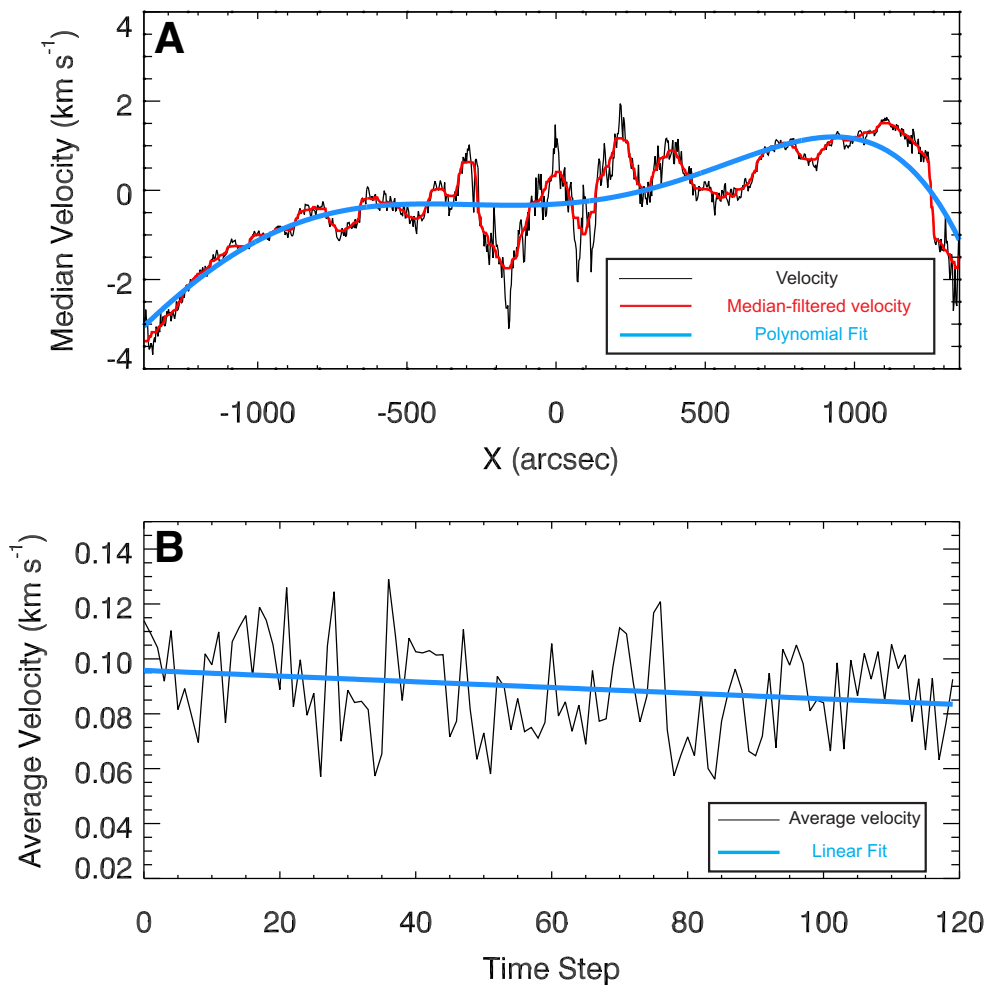 A
4
2
0
-2
-4
Median Velocity (km s⁻¹)
Velocity
Median-filtered velocity
Polynomial Fit
-1000 -500 0 500 1000
X (arcsec)
B
0.14
0.12
0.10
0.08
0.06
0.04
0.02
Average Velocity (km s⁻¹)
Average velocity
Linear Fit
0 20 40 60 80 100 120
Time Step